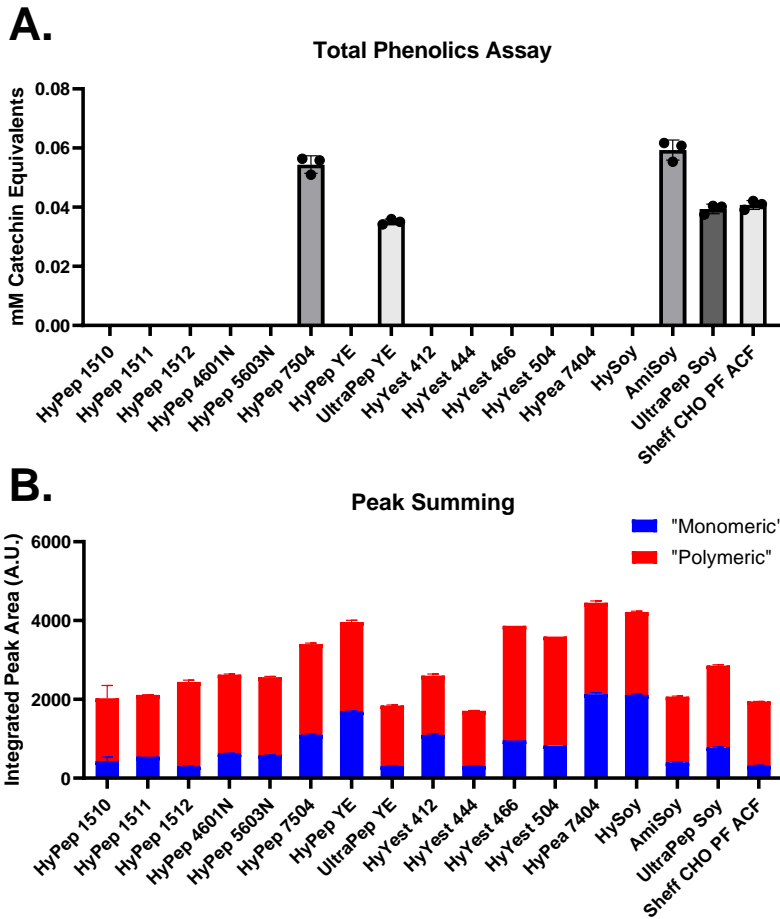 A.
Total Phenolics Assay
mM Catechin Equivalents
0.08
0.06
0.04
0.02
0.00
HyPep 1510
HyPep 1511
HyPep 1512
HyPep 4601N
HyPep 5603N
HyPep 7504
HyPep YE
UltraPep YE
HyYest 412
HyYest 444
HyYest 466
HyYest 504
HyPea 7404
HySoy
AmiSoy
UltraPep Soy
Sheff CHO PF ACF
B.
Peak Summing
"Monomeric'
"Polymeric"
Integrated Peak Area (A.U.)
6000
4000
2000
0
HyPep 1510
HyPep 1511
HyPep 1512
HyPep 4601N
HyPep 5603N
HyPep 7504
HyPep YE
UltraPep YE
HyYest 412
HyYest 444
HyYest 466
HyYest 504
HyPea 7404
HySoy
AmiSoy
UltraPep Soy
Sheff CHO PF ACF